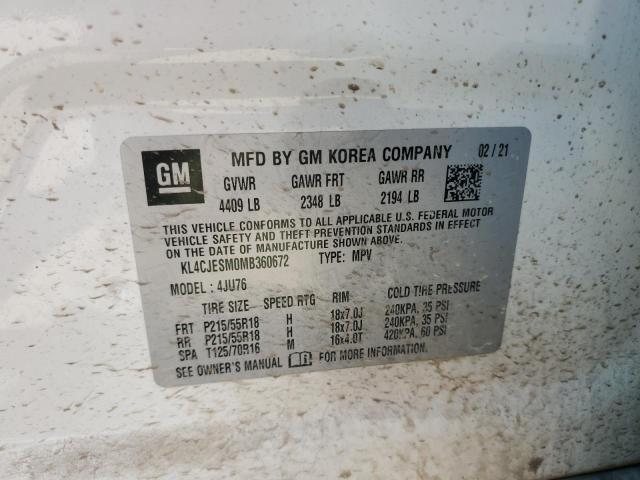 GM MFD BY GM KOREA COMPANY 02 / 21
GVWR GAWR FRT GAWR RR
4409 LB 2348 LB 2194 LB
THIS VEHICLE CONFORMS TO ALL APPLICABLE U.S. FEDERAL MOTOR
VEHICLE SAFETY AND THEFT PREVENTION STANDARDS IN EFFECT
ON THE DATE OF MANUFACTURE SHOWN ABOVE.
KL4CJESM0MB360672 TYPE: MPV
MODEL : 4JU76
TIRE SIZE SPEED RTG RIM COLD TIRE PRESSURE
FRT P215/55R18 H 18x7.0J 240KPA, 35 PSI
RR P215/55R18 H 18x7.0J 240KPA, 35 PSI
SPA T125/70R16 M 16x4.0T 420KPA, 60 PSI
SEE OWNER'S MANUAL FOR MORE INFORMATION.